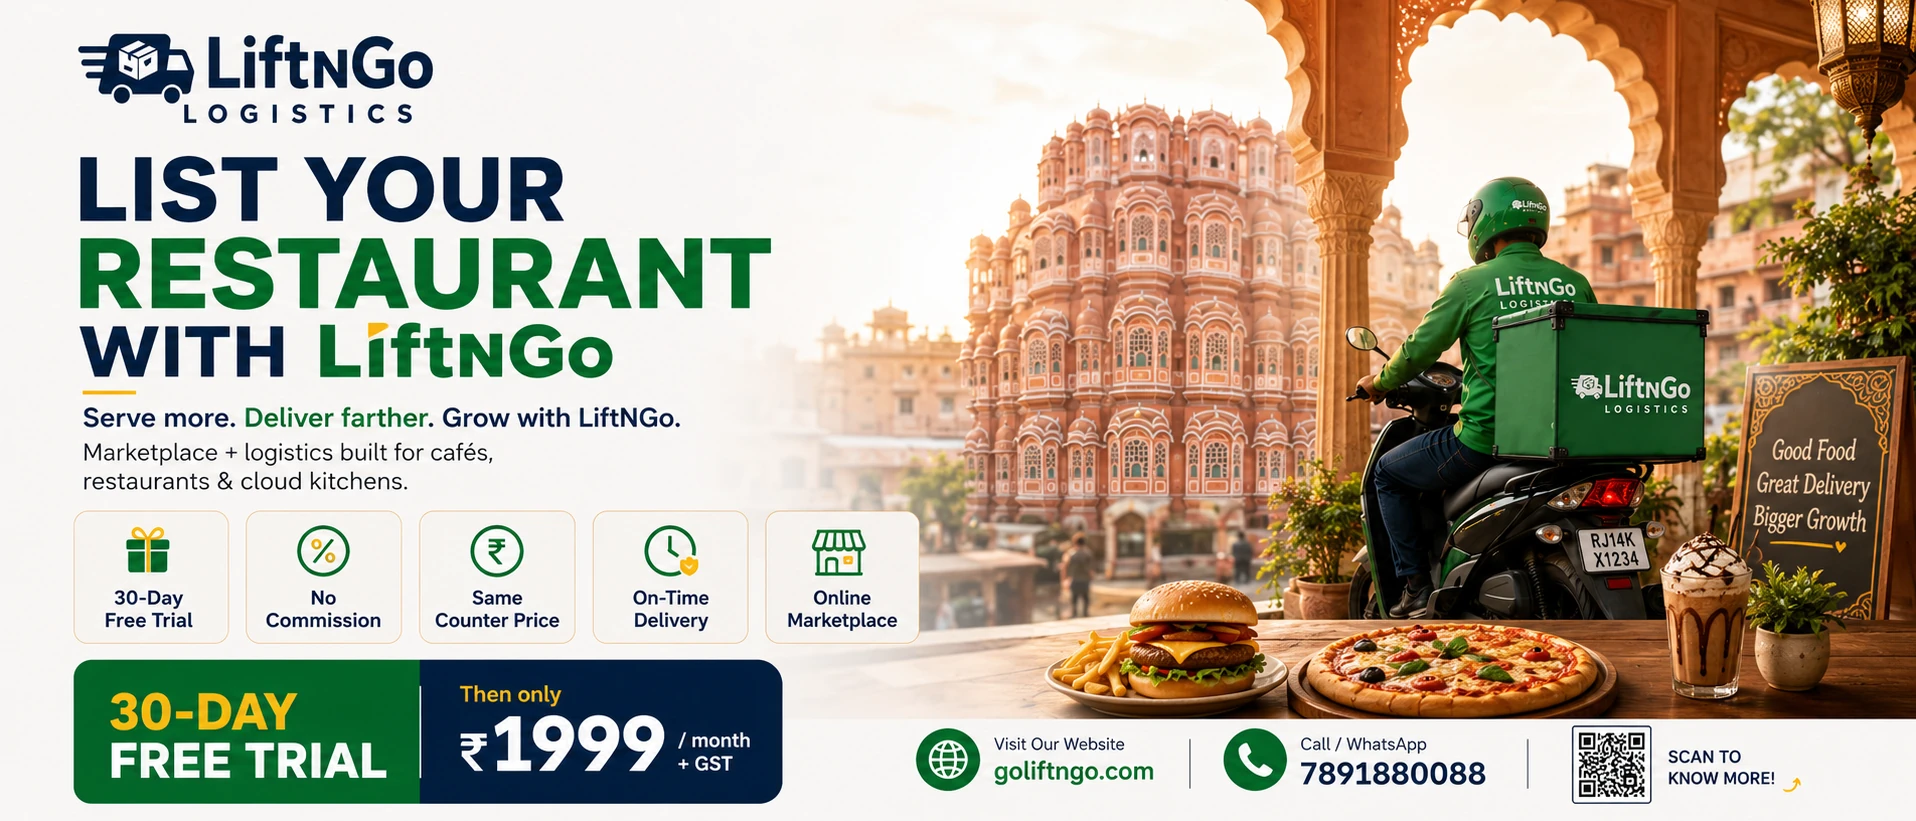 LiftNGo
LOGISTICS
LIST YOUR
RESTAURANT
WITH LiftNGo
Serve more. Deliver farther. Grow with LiftNGo.
Marketplace + logistics built for cafés,
restaurants & cloud kitchens.
30-Day
Free Trial
No
Commission
Same
Counter Price
On-Time
Delivery
Online
Marketplace
30-DAY
FREE TRIAL
Then only
₹1999 / month
+ GST
LiftNGo
LiftNGo
LiftNGo
LOGISTICS
RJ14K
X1234
Good Food
Great Delivery
Bigger Growth
Visit Our Website
goliftngo.com
Call / WhatsApp
7891880088
SCAN TO
KNOW MORE!